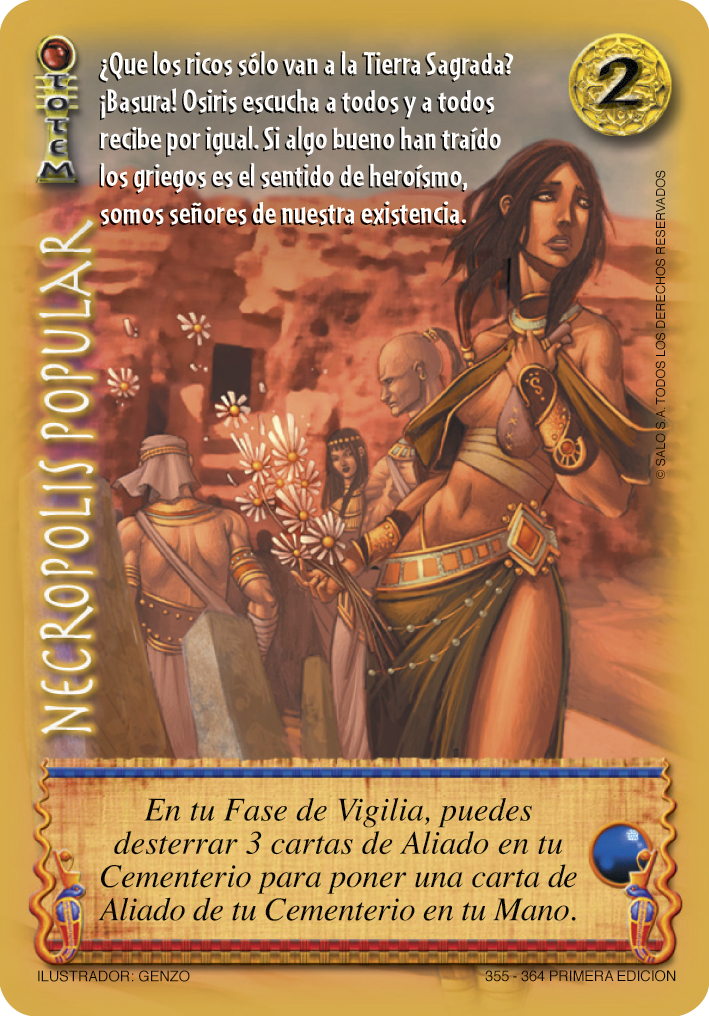 TOTEM
¿Que los ricos sólo van a la Tierra Sagrada?
¡Basura! Osiris escucha a todos y a todos
recibe por igual. Si algo bueno han traído
los griegos es el sentido de heroísmo,
somos señores de nuestra existencia.
2
NECROPOLIS POPULAR
© SALO S.A. TODOS LOS DERECHOS RESERVADOS
En tu Fase de Vigilia, puedes
desterrar 3 cartas de Aliado en tu
Cementerio para poner una carta de
Aliado de tu Cementerio en tu Mano.
ILUSTRADOR: GENZO
355 - 364 PRIMERA EDICION